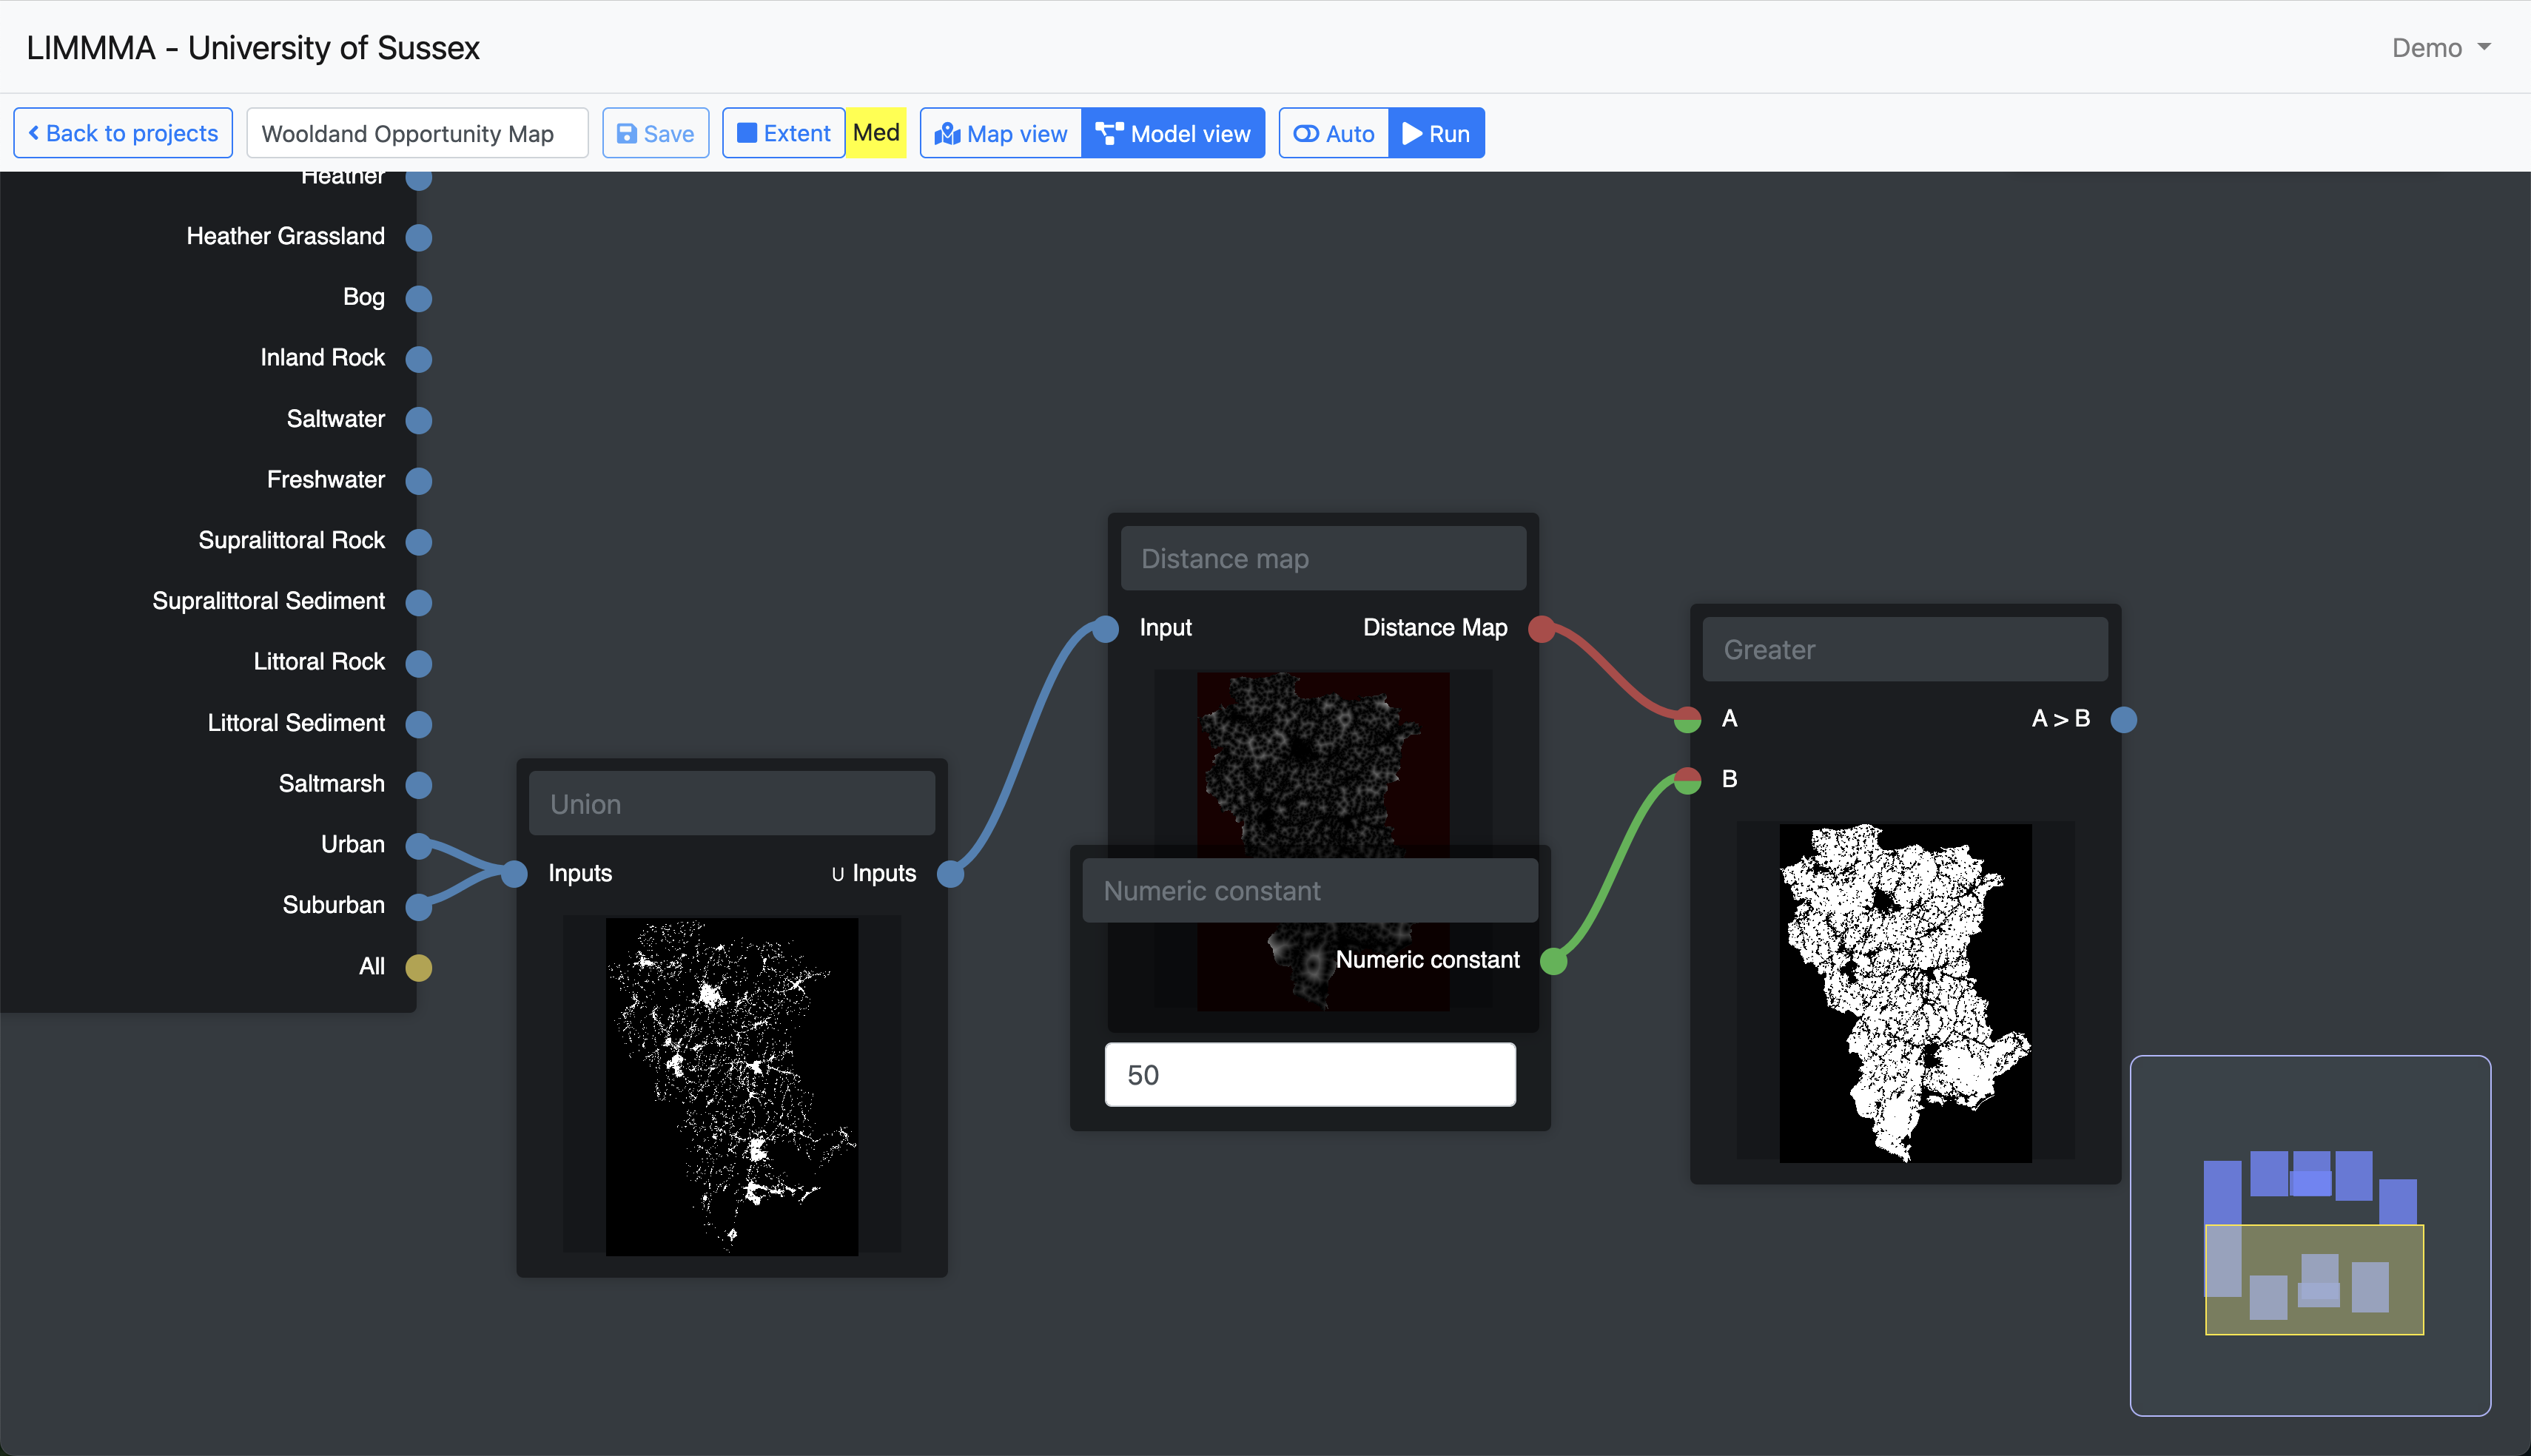 LIMMMA - University of Sussex
Demo
Back to projects
Wooldand Opportunity Map
Save
Extent
Med
Map view
Model view
Auto
Run
Heather
Heather Grassland
Bog
Inland Rock
Saltwater
Freshwater
Supralittoral Rock
Supralittoral Sediment
Littoral Rock
Littoral Sediment
Saltmarsh
Urban
Suburban
All
Union
Inputs
∪ Inputs
Distance map
Input
Distance Map
Numeric constant
Numeric constant
50
Greater
A
A > B
B